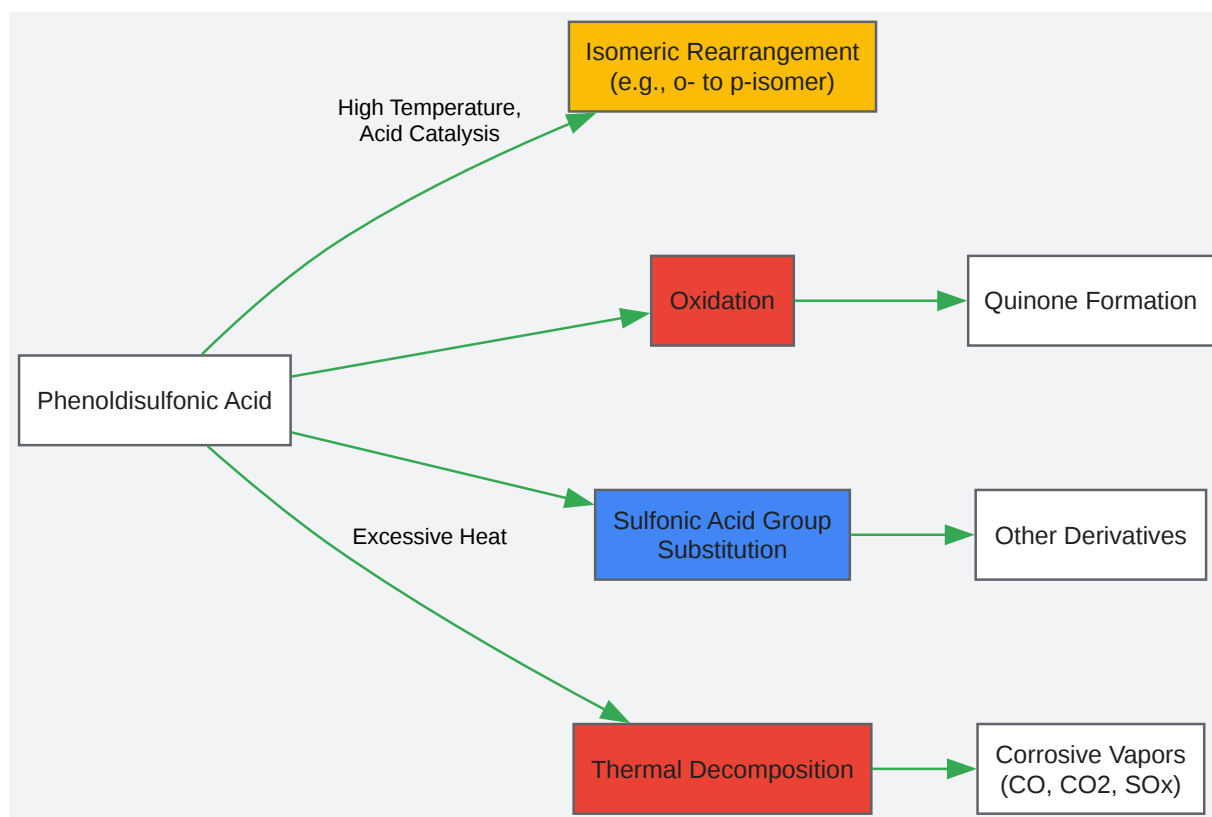 Isomeric Rearrangement
(e.g., o- to p-isomer)
High Temperature,
Acid Catalysis
Oxidation
Quinone Formation
Phenoldisulfonic Acid
Excessive Heat
Sulfonic Acid Group
Substitution
Other Derivatives
Thermal Decomposition
Corrosive Vapors
(CO, CO2, SOx)